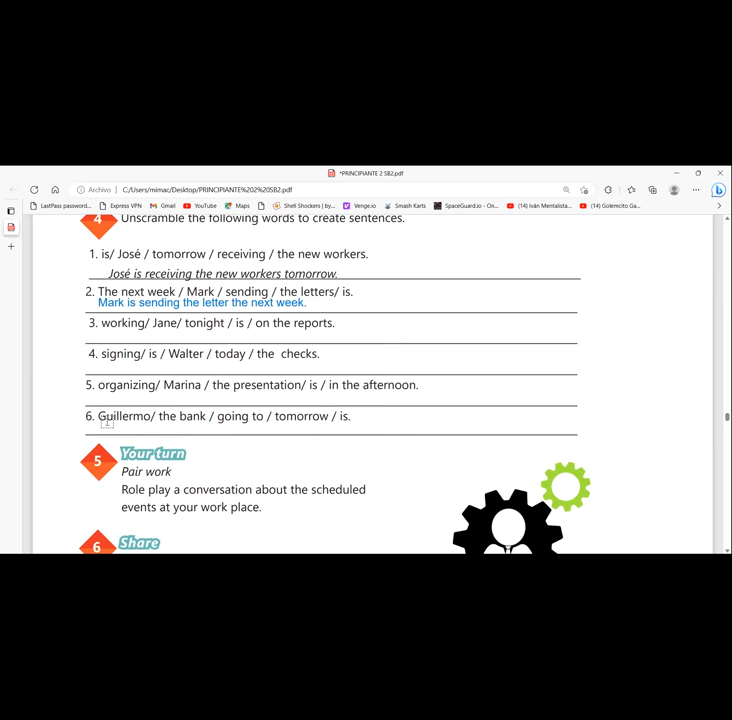 *PRINCIPIANTE 2 SB2.pdf
Archivo
C:/Users/mimac/Desktop/PRINCIPIANTE%202%20SB2.pdf
LastPass password... Express VPN Gmail YouTube Maps Shell Shockers | by... Venge.io Smash Karts SpaceGuard.io - On... (14) Iván Mentalista... (14) Golemcito Ga...
4 Unscramble the following words to create sentences.
1. is/ José / tomorrow / receiving / the new workers.
José is receiving the new workers tomorrow.
2. The next week / Mark / sending / the letters/ is.
Mark is sending the letter the next week.
3. working/ Jane/ tonight / is / on the reports.
4. signing/ is / Walter / today / the checks.
5. organizing/ Marina / the presentation/ is / in the afternoon.
6. Guillermo/ the bank / going to / tomorrow / is.
5 Your turn
Pair work
Role play a conversation about the scheduled
events at your work place.
6 Share